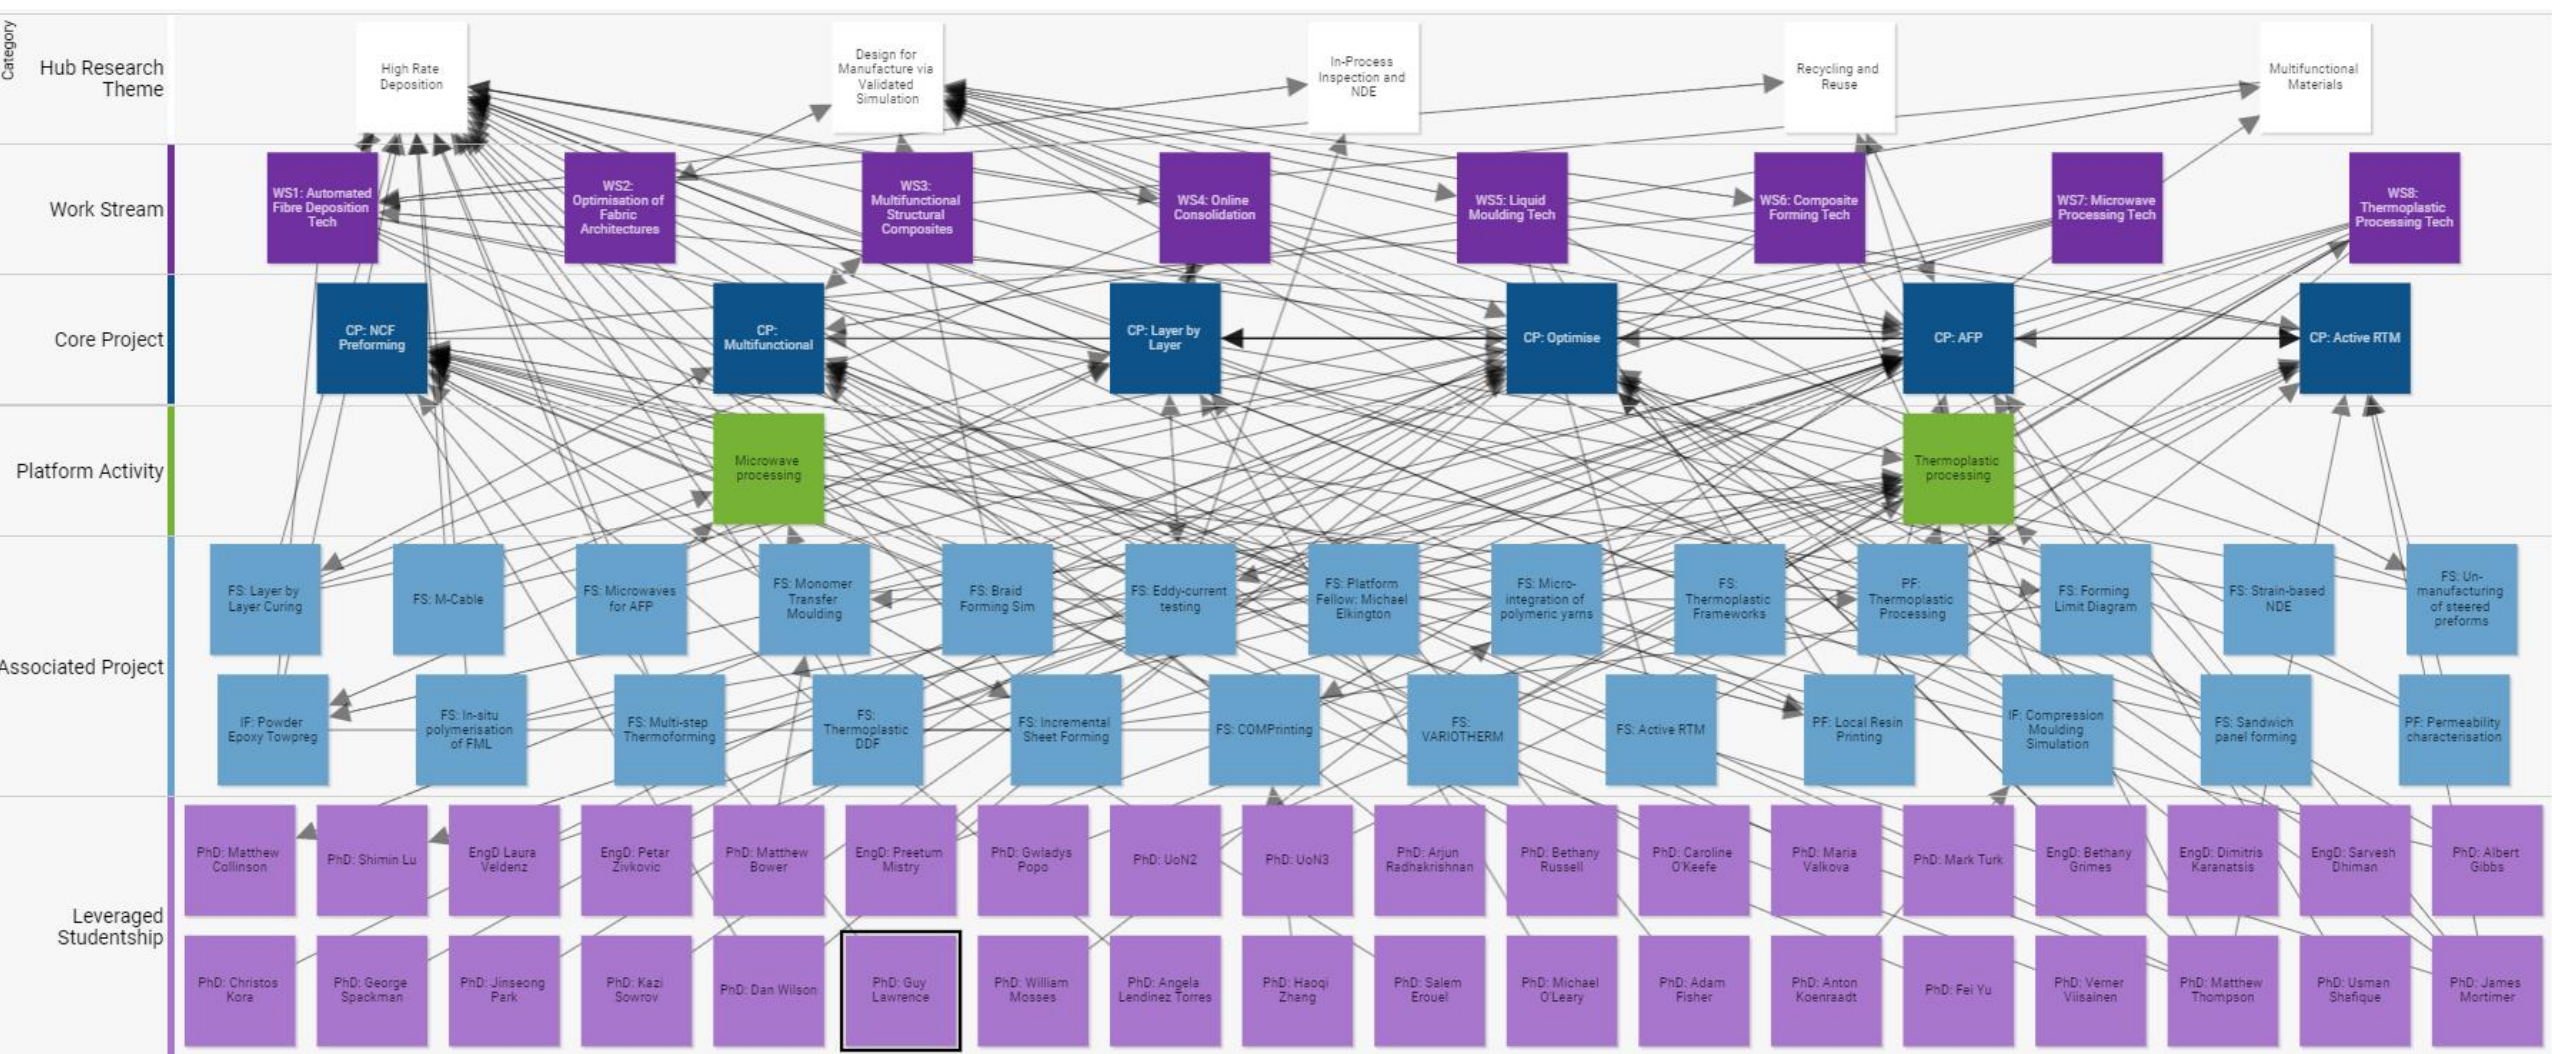 Category
Hub Research
Theme
High Rate
Deposition
Design for
Manufacture via
Validated
Simulation
In-Process
Inspection and
NDE
Recycling and
Reuse
Multifunctional
Materials
Work Stream
WS1: Automated
Fibre Deposition
Tech
WS2:
Optimisation of
Fabric
Architectures
WS3:
Multifunctional
Structural
Composites
WS4: Online
Consolidation
WS5: Liquid
Moulding Tech
WS6: Composite
Forming Tech
WS7: Microwave
Processing Tech
WS8:
Thermoplastic
Processing Tech
Core Project
CP: NCF
Preforming
CP:
Multifunctional
CP: Layer by
Layer
CP: Optimise
CP: AFP
CP: Active RTM
Platform Activity
Microwave
processing
Thermoplastic
processing
Associated Project
FS: Layer by
Layer Curing
FS: M-Cable
FS: Microwaves
for AFP
FS: Monomer
Transfer
Moulding
FS: Braid
Forming Sim
FS: Eddy-current
testing
FS: Platform
Fellow: Michael
Elkington
FS: Micro-
integration of
polymeric yarns
FS:
Thermoplastic
Frameworks
PF:
Thermoplastic
Processing
FS: Forming
Limit Diagram
FS: Strain-based
NDE
FS: Un-
manufacturing
of steered
preforms
IF: Powder
Epoxy Towpreg
FS: In-situ
polymerisation
of FML
FS: Multi-step
Thermoforming
FS:
Thermoplastic
DDF
FS: Incremental
Sheet Forming
FS: COMPrinting
FS:
VARIOTHERM
FS: Active RTM
PF: Local Resin
Printing
IF: Compression
Moulding
Simulation
FS: Sandwich
panel forming
PF: Permeability
characterisation
Leveraged
Studentship
PhD: Matthew
Collinson
PhD: Shimin Lu
EngD Laura
Veldenz
EngD: Petar
Zivkovic
PhD: Matthew
Bower
EngD: Preetum
Mistry
PhD: Gwladys
Popo
PhD: UoN2
PhD: UoN3
PhD: Arjun
Radhakrishnan
PhD: Bethany
Russell
PhD: Caroline
O'Keefe
PhD: Maria
Valkova
PhD: Mark Turk
EngD: Bethany
Grimes
EngD: Dimitris
Karanatsis
EngD: Sarvesh
Dhiman
PhD: Albert
Gibbs
PhD: Christos
Kora
PhD: George
Spackman
PhD: Jinseong
Park
PhD: Kazi
Sowrov
PhD: Dan Wilson
PhD: Guy
Lawrence
PhD: William
Mosses
PhD: Angela
Lendinez Torres
PhD: Haoqi
Zhang
PhD: Salem
Erouel
PhD: Michael
O'Leary
PhD: Adam
Fisher
PhD: Anton
Koenraadt
PhD: Fei Yu
PhD: Verner
Viisainen
PhD: Matthew
Thompson
PhD: Usman
Shafique
PhD: James
Mortimer